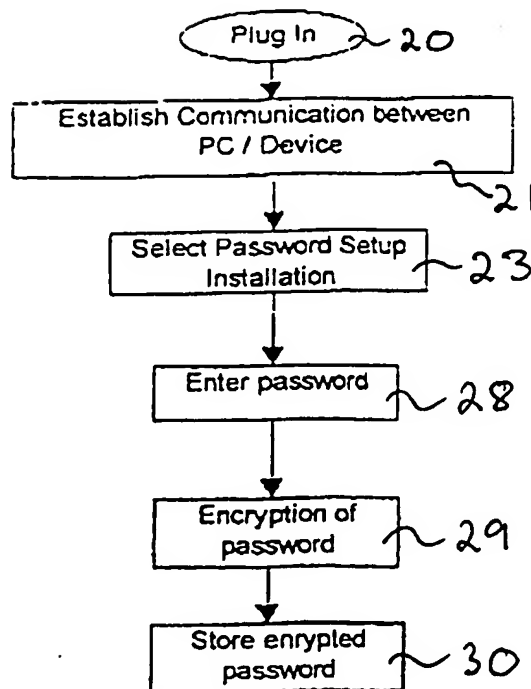 Plug In
20
Establish Communication between
PC / Device
21
Select Password Setup
Installation
23
Enter password
28
Encryption of
password
29
Store enrypted
password
30